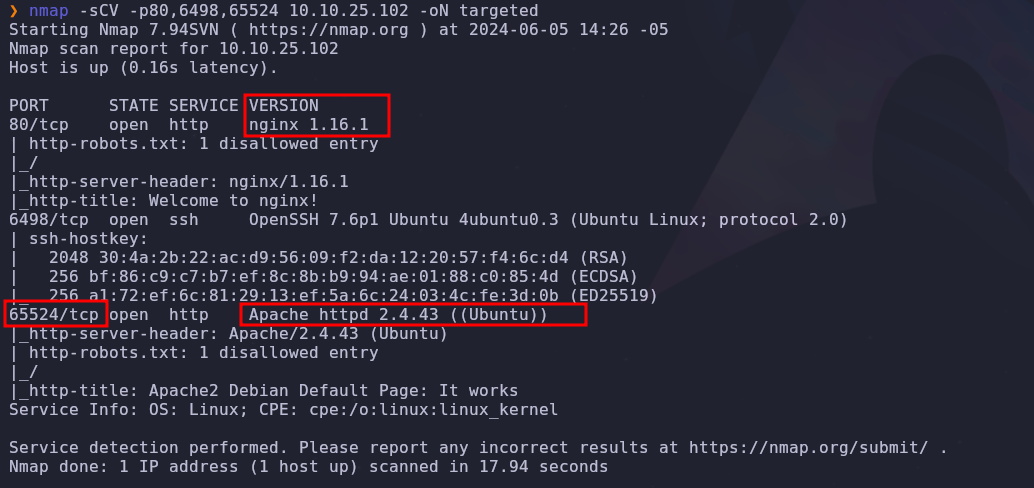 ❯ nmap -sCV -p80,6498,65524 10.10.25.102 -oN targeted
Starting Nmap 7.94SVN ( https://nmap.org ) at 2024-06-05 14:26 -05
Nmap scan report for 10.10.25.102
Host is up (0.16s latency).

PORT      STATE SERVICE VERSION
80/tcp    open  http    nginx 1.16.1
| http-robots.txt: 1 disallowed entry
|_/
|_http-server-header: nginx/1.16.1
|_http-title: Welcome to nginx!
6498/tcp  open  ssh     OpenSSH 7.6p1 Ubuntu 4ubuntu0.3 (Ubuntu Linux; protocol 2.0)
| ssh-hostkey:
|   2048 30:4a:2b:22:ac:d9:56:09:f2:da:12:20:57:f4:6c:d4 (RSA)
|   256 bf:86:c9:c7:b7:ef:8c:8b:b9:94:ae:01:88:c0:85:4d (ECDSA)
|_  256 a1:72:ef:6c:81:29:13:ef:5a:6c:24:03:4c:fe:3d:0b (ED25519)
65524/tcp open  http    Apache httpd 2.4.43 ((Ubuntu))
|_http-server-header: Apache/2.4.43 (Ubuntu)
| http-robots.txt: 1 disallowed entry
|_/
|_http-title: Apache2 Debian Default Page: It works
Service Info: OS: Linux; CPE: cpe:/o:linux:linux_kernel

Service detection performed. Please report any incorrect results at https://nmap.org/submit/ .
Nmap done: 1 IP address (1 host up) scanned in 17.94 seconds